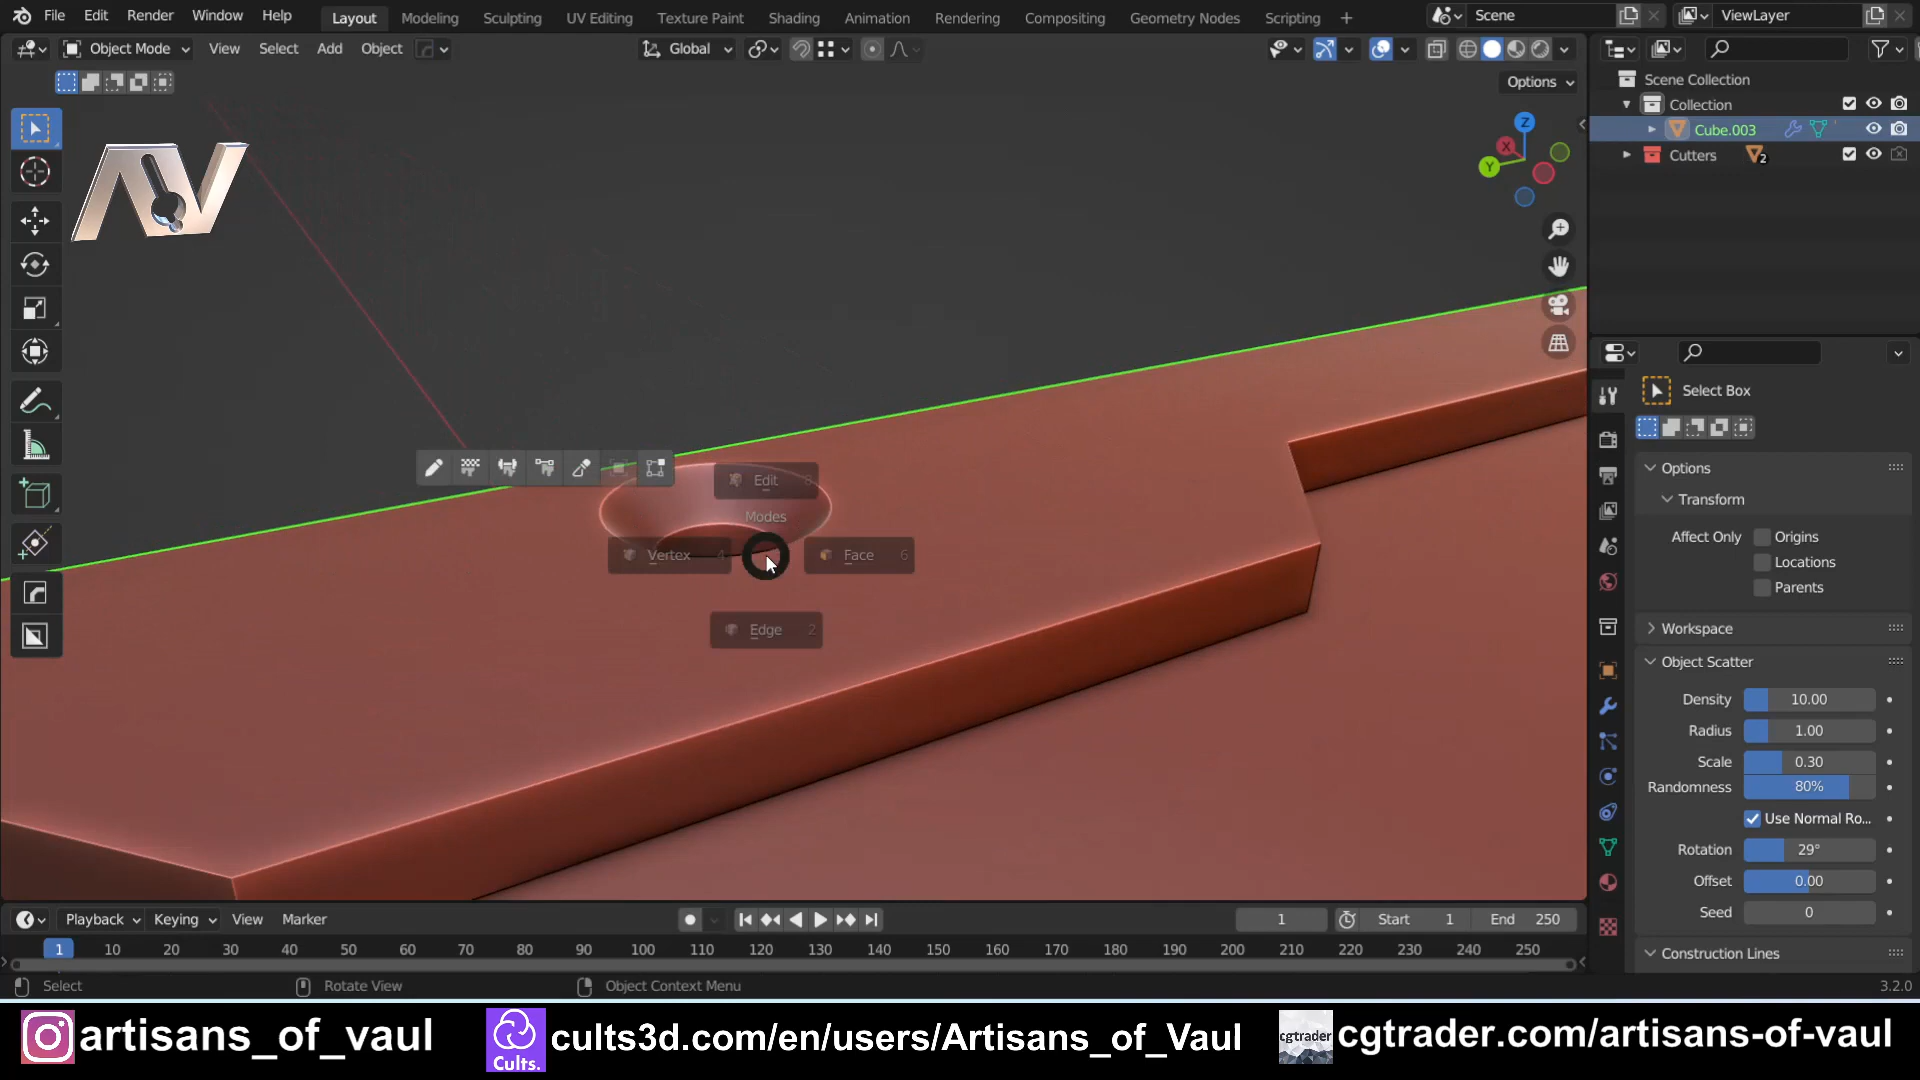 File Edit Render Window Help Layout Modeling Sculpting UV Editing Texture Paint Shading Animation Rendering Compositing Geometry Nodes Scripting + Scene ViewLayer
Object Mode View Select Add Object Global
Options
Scene Collection
Collection
Cube.003
Cutters 2
Z
X
Y
AV
Edit 8
Modes
Vertex 4
Face 6
Edge 2
Select Box
Options
Transform
Affect Only Origins
Locations
Parents
Workspace
Object Scatter
Density 10.00
Radius 1.00
Scale 0.30
Randomness 80%
Use Normal Ro...
Rotation 29°
Offset 0.00
Seed 0
Construction Lines
Playback Keying View Marker 1 Start 1 End 250
1 10 20 30 40 50 60 70 80 90 100 110 120 130 140 150 160 170 180 190 200 210 220 230 240 250
Select Rotate View Object Context Menu 3.2.0
artisans_of_vaul
Cults.
cults3d.com/en/users/Artisans_of_Vaul
cgtrader
cgtrader.com/artisans-of-vaul